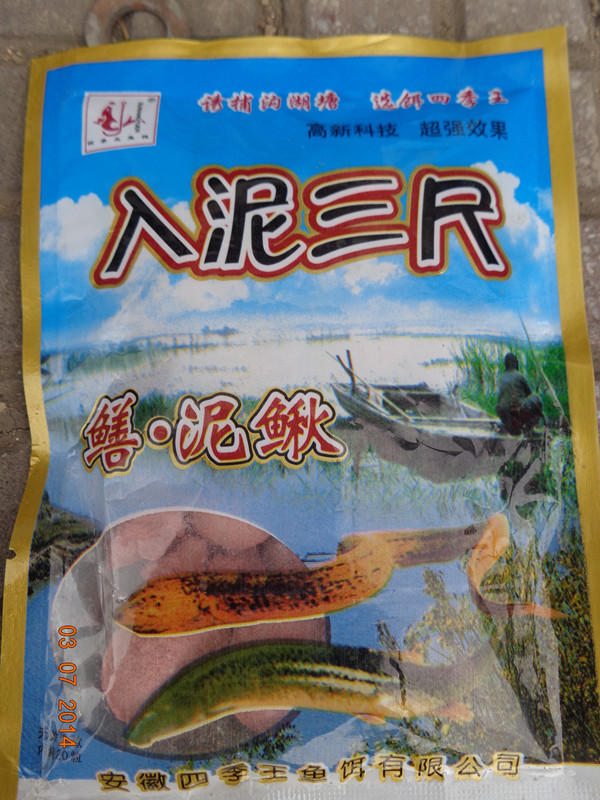 诱捕沟湖塘 选饵四季王
高新科技 超强效果
入泥三尺
鳝·泥鳅
03 07 2014
安徽四季王鱼饵有限公司